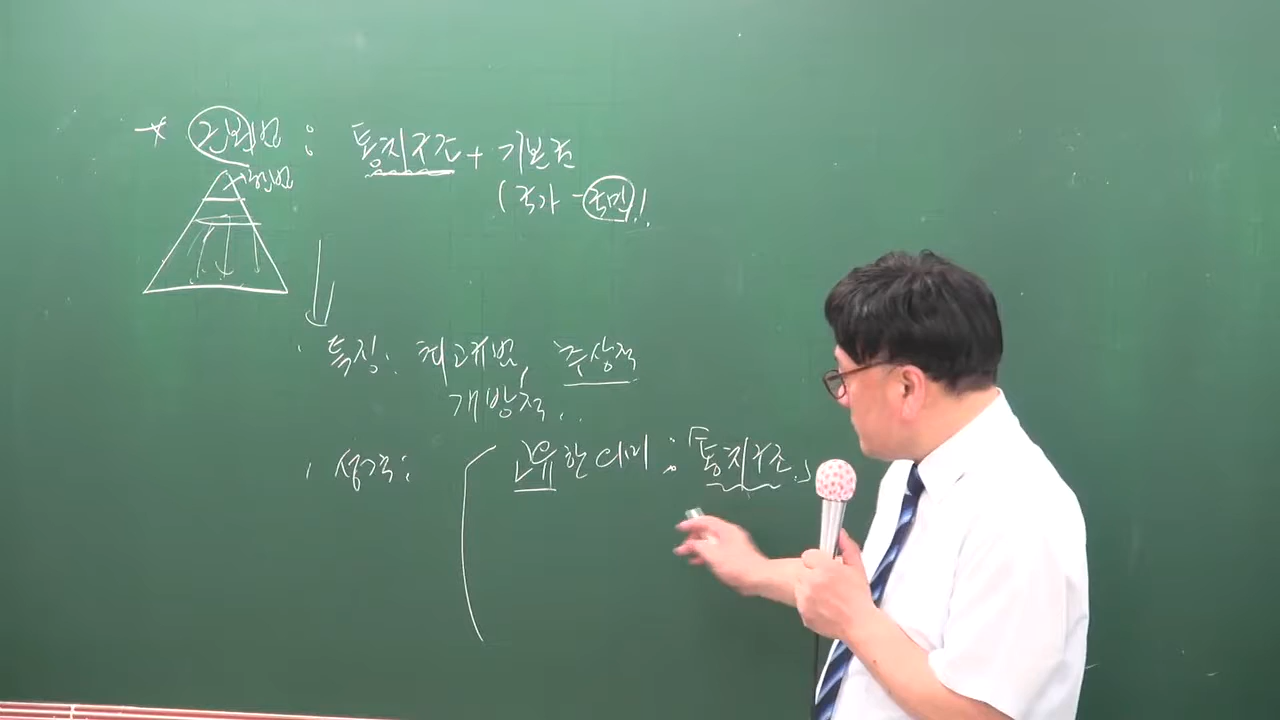 * 헌법 : 통치구조 + 기본권
헌법
(국가 - 국민!!
· 특징 : 최고규범, 추상적
개방적..
· 성격 :
고유한 의미 : 「통치구조.」